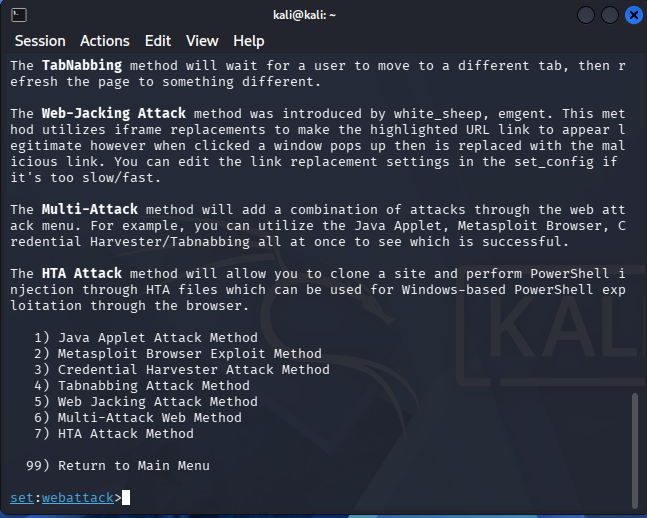 kali@kali: ~
Session Actions Edit View Help
The TabNabbing method will wait for a user to move to a different tab, then r
efresh the page to something different.
The Web-Jacking Attack method was introduced by white_sheep, emgent. This met
hod utilizes iframe replacements to make the highlighted URL link to appear l
egitimate however when clicked a window pops up then is replaced with the mal
icious link. You can edit the link replacement settings in the set_config if
it's too slow/fast.
The Multi-Attack method will add a combination of attacks through the web att
ack menu. For example, you can utilize the Java Applet, Metasploit Browser, C
redential Harvester/Tabnabbing all at once to see which is successful.
The HTA Attack method will allow you to clone a site and perform PowerShell i
njection through HTA files which can be used for Windows-based PowerShell exp
loitation through the browser.
1) Java Applet Attack Method
2) Metasploit Browser Exploit Method
3) Credential Harvester Attack Method
4) Tabnabbing Attack Method
5) Web Jacking Attack Method
6) Multi-Attack Web Method
7) HTA Attack Method
99) Return to Main Menu
set:webattack>
KALI